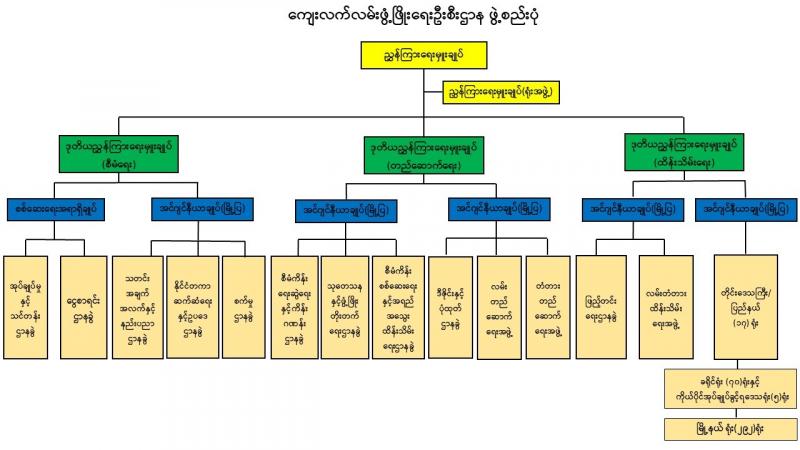 ကျေးလက်လမ်းဖွံ့ဖြိုးရေးဦးစီးဌာန ဖွဲ့စည်းပုံ
ညွှန်ကြားရေးမှူးချုပ်
ညွှန်ကြားရေးမှူးချုပ်(ရုံးအဖွဲ့)
ဒုတိယညွှန်ကြားရေးမှူးချုပ်
(စီမံရေး)
ဒုတိယညွှန်ကြားရေးမှူးချုပ်
(တည်ဆောက်ရေး)
ဒုတိယညွှန်ကြားရေးမှူးချုပ်
(ထိန်းသိမ်းရေး)
စစ်ဆေးရေးအရာရှိချုပ်
အင်ဂျင်နီယာချုပ်(မြို့ပြ)
အင်ဂျင်နီယာချုပ်(မြို့ပြ)
အင်ဂျင်နီယာချုပ်(မြို့ပြ)
အင်ဂျင်နီယာချုပ်(မြို့ပြ)
အင်ဂျင်နီယာချုပ်(မြို့ပြ)
အုပ်ချုပ်မှု
နှင့်
သင်တန်း
ဌာနခွဲ
ငွေစာရင်း
ဌာနခွဲ
သတင်း
အချက်
အလက်နှင့်
နည်းပညာ
ဌာနခွဲ
နိုင်ငံတကာ
ဆက်ဆံရေး
နှင့်ဥပဒေ
ဌာနခွဲ
စက်မှု
ဌာနခွဲ
စီမံကိန်း
ရေးဆွဲရေး
နှင့်ကိန်း
ဂဏန်း
ဌာနခွဲ
သုတေသန
နှင့်ဖွံ့ဖြိုး
တိုးတက်
ရေးဌာနခွဲ
စီမံကိန်း
စစ်ဆေးရေး
နှင့်အရည်
အသွေး
ထိန်းသိမ်း
ရေးဌာနခွဲ
ဒီဇိုင်းနှင့်
ပုံထုတ်
ဌာနခွဲ
လမ်း
တည်
ဆောက်
ရေးအဖွဲ့
တံတား
တည်
ဆောက်
ရေးအဖွဲ့
ဖြည့်တင်း
ရေးဌာနခွဲ
လမ်းတံတား
ထိန်းသိမ်း
ရေးအဖွဲ့
တိုင်းဒေသကြီး/
ပြည်နယ်
(၁၇) ရုံး
ခရိုင်ရုံး (၇၀)ရုံးနှင့်
ကိုယ်ပိုင်အုပ်ချုပ်ခွင့်ရဒေသရုံး(၅)ရုံး
မြို့နယ် ရုံး(၂၉၂)ရုံး